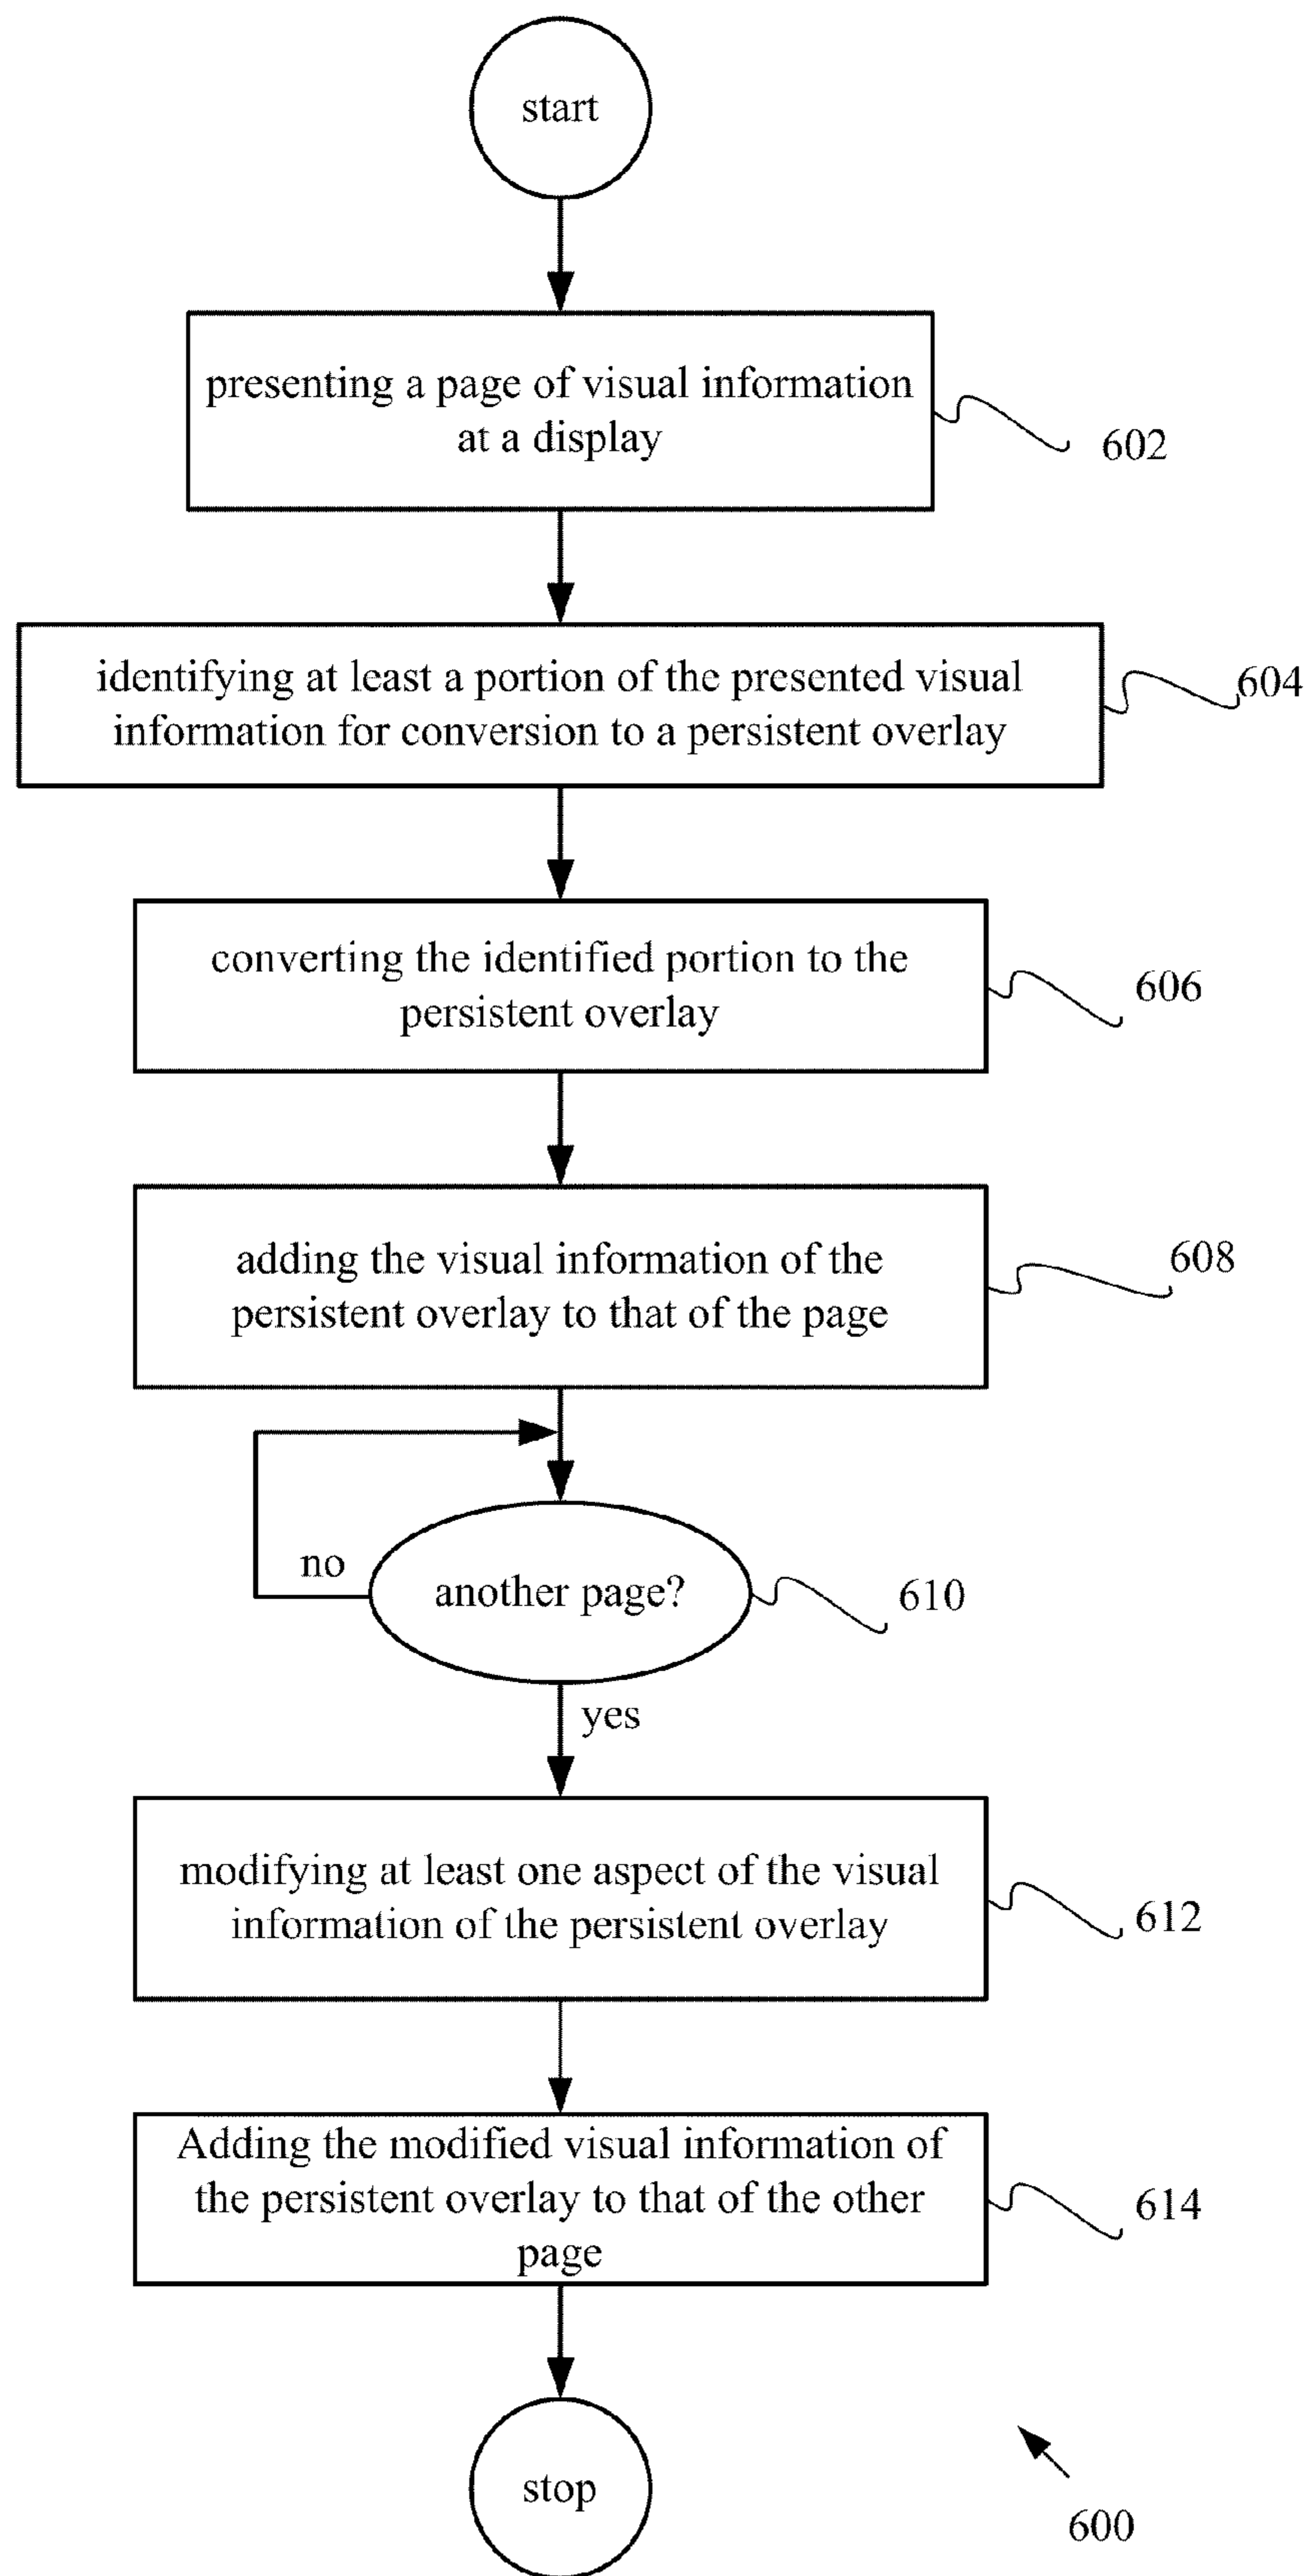 start
presenting a page of visual information
at a display
602
identifying at least a portion of the presented visual
information for conversion to a persistent overlay
604
converting the identified portion to the
persistent overlay
606
adding the visual information of the
persistent overlay to that of the page
608
no
another page?
610
yes
modifying at least one aspect of the visual
information of the persistent overlay
612
Adding the modified visual information of
the persistent overlay to that of the other
page
614
stop
600